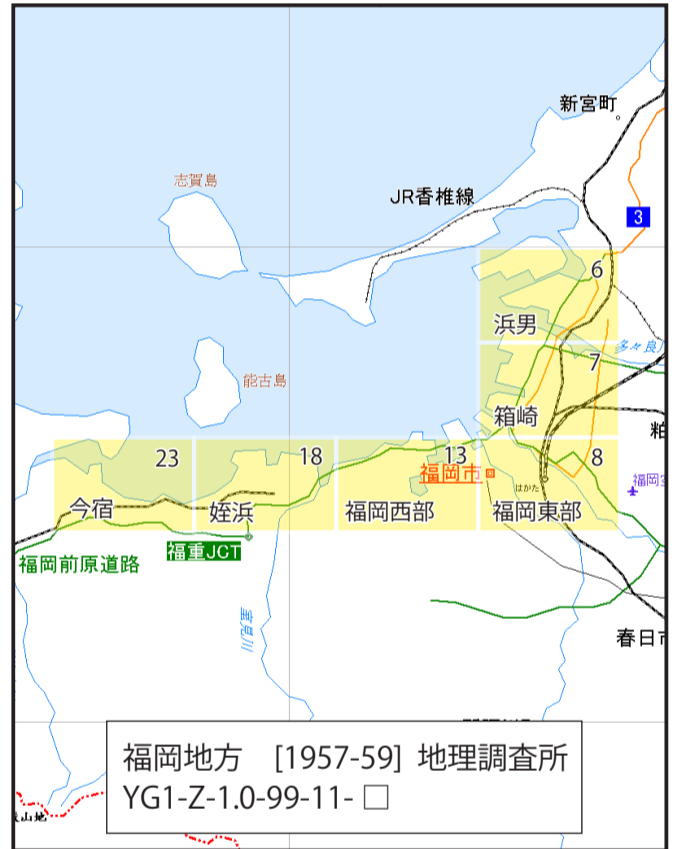 新宮町
志賀島
JR香椎線
3
6
浜男
多々良川
7
能古島
箱崎
粕
23
18
13
8
福岡市
はかた
今宿
姪浜
福岡西部
福岡東部
福岡前原道路
福重JCT
室見川
春日市
福岡地方 [1957-59] 地理調査所
YG1-Z-1.0-99-11- □
山地